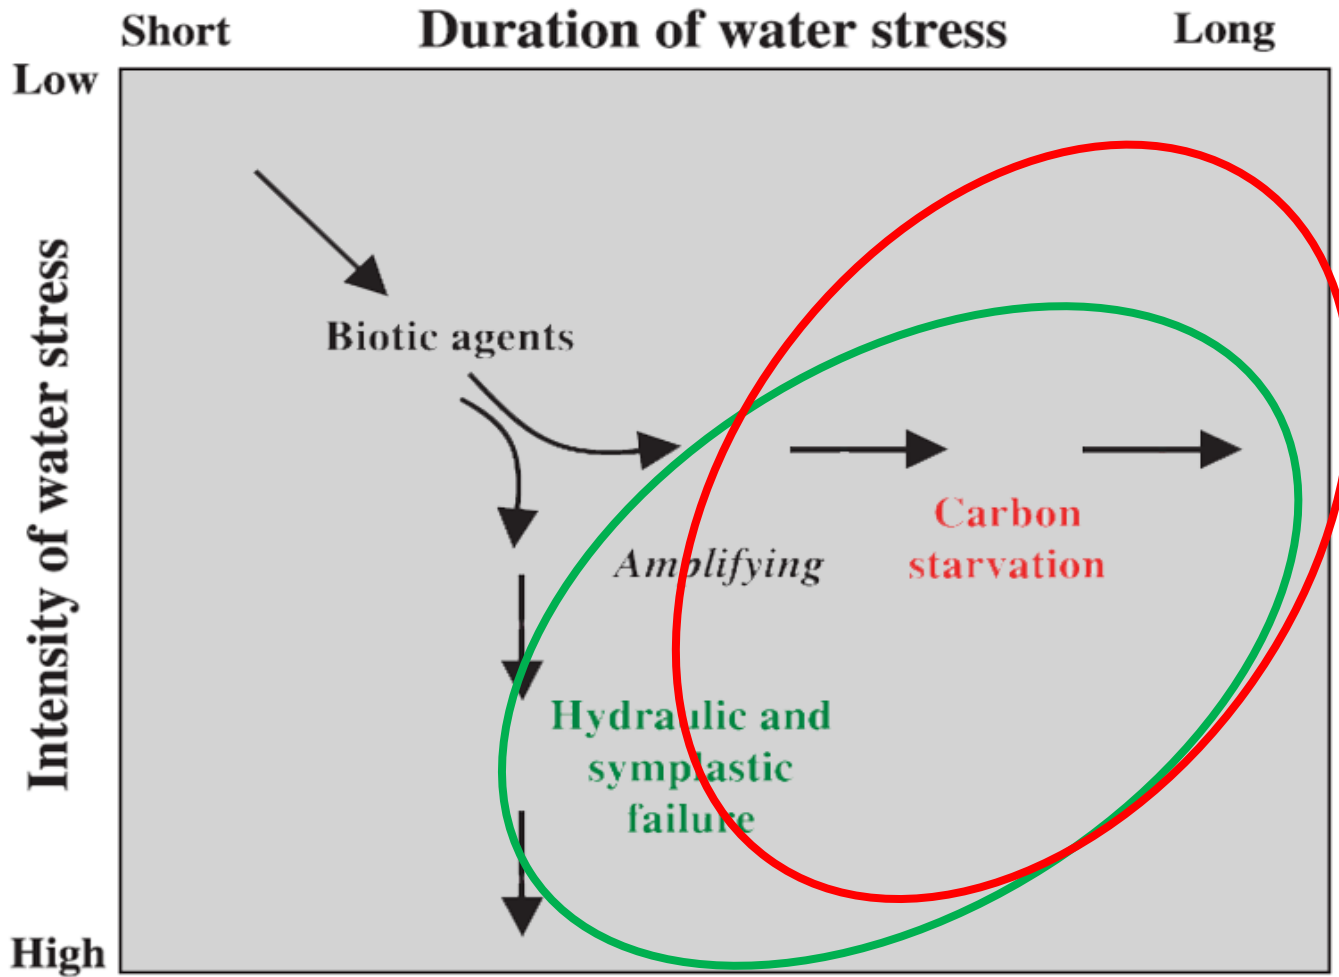 Short
Duration of water stress
Long
Low
Intensity of water stress
High
Biotic agents
Amplifying
Carbon
starvation
Hydraulic and
symplastic
failure